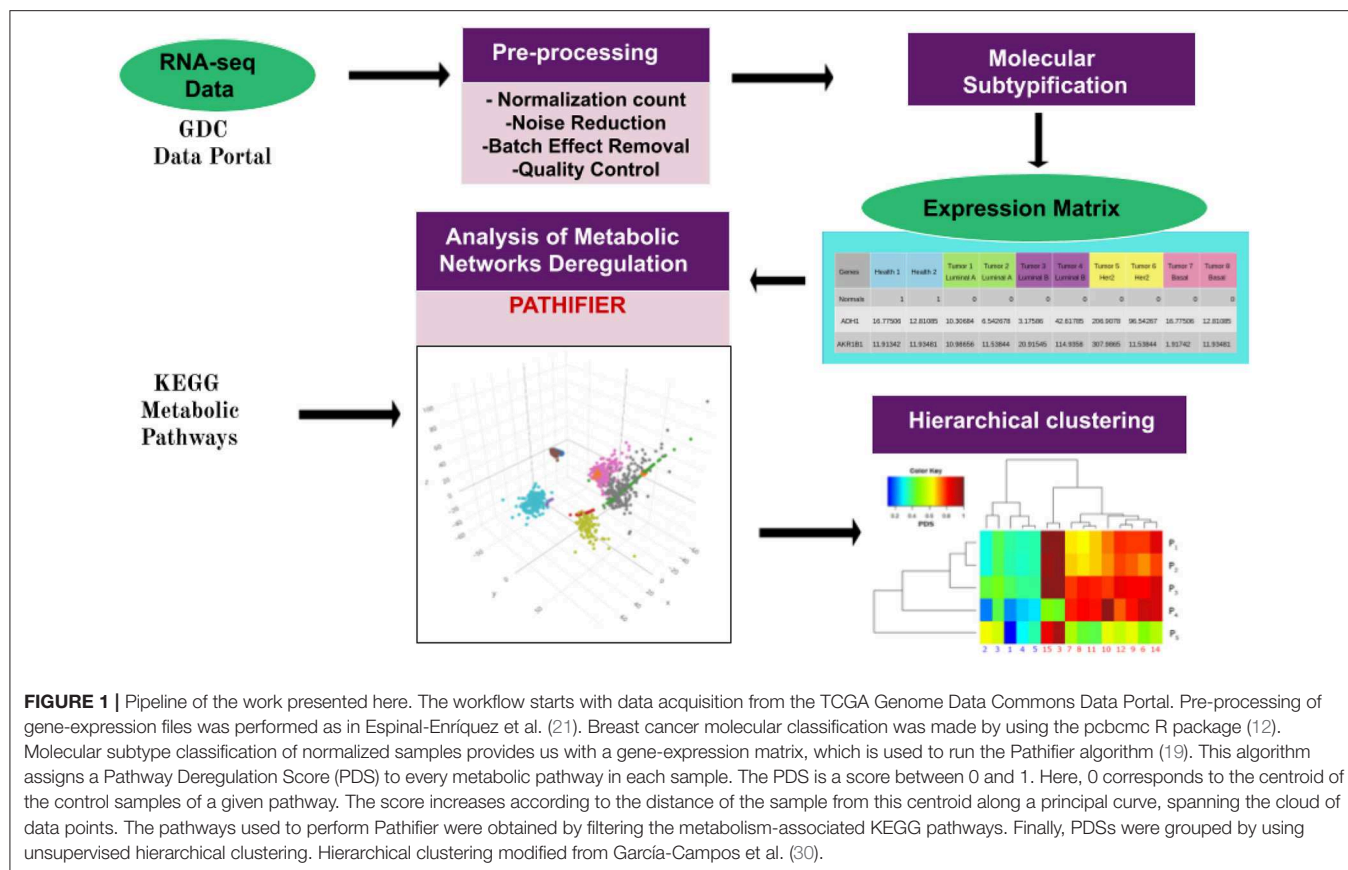 RNA-seq
Data
GDC
Data Portal
Pre-processing
- Normalization count
-Noise Reduction
-Batch Effect Removal
-Quality Control
Molecular
Subtypification
Expression Matrix
Genes Health 1 Health 2 Tumor 1 Luminal A Tumor 2 Luminal A Tumor 3 Luminal B Tumor 4 Luminal B Tumor 5 Her2 Tumor 6 Her2 Tumor 7 Basal Tumor 8 Basal
Normals 1 1 0 0 0 0 0 0 0 0
ADH1 16.77506 12.81085 10.30684 6.542678 3.17586 42.61785 206.9078 96.54267 16.77506 12.81085
AKR1B1 11.91342 11.93461 10.98656 11.53844 20.91545 114.9356 307.9865 11.53844 1.91742 11.93461
Analysis of Metabolic
Networks Deregulation
PATHIFIER
KEGG
Metabolic
Pathways
Hierarchical clustering
Color Key
0.2 0.4 0.6 0.8 1
PDS
P1
P2
P3
P4
P5
2 3 1 4 5 15 3 7 8 11 10 12 9 6 14
FIGURE 1 | Pipeline of the work presented here. The workflow starts with data acquisition from the TCGA Genome Data Commons Data Portal. Pre-processing of
gene-expression files was performed as in Espinal-Enríquez et al. (21). Breast cancer molecular classification was made by using the pcbcmc R package (12).
Molecular subtype classification of normalized samples provides us with a gene-expression matrix, which is used to run the Pathifier algorithm (19). This algorithm
assigns a Pathway Deregulation Score (PDS) to every metabolic pathway in each sample. The PDS is a score between 0 and 1. Here, 0 corresponds to the centroid of
the control samples of a given pathway. The score increases according to the distance of the sample from this centroid along a principal curve, spanning the cloud of
data points. The pathways used to perform Pathifier were obtained by filtering the metabolism-associated KEGG pathways. Finally, PDSs were grouped by using
unsupervised hierarchical clustering. Hierarchical clustering modified from García-Campos et al. (30).